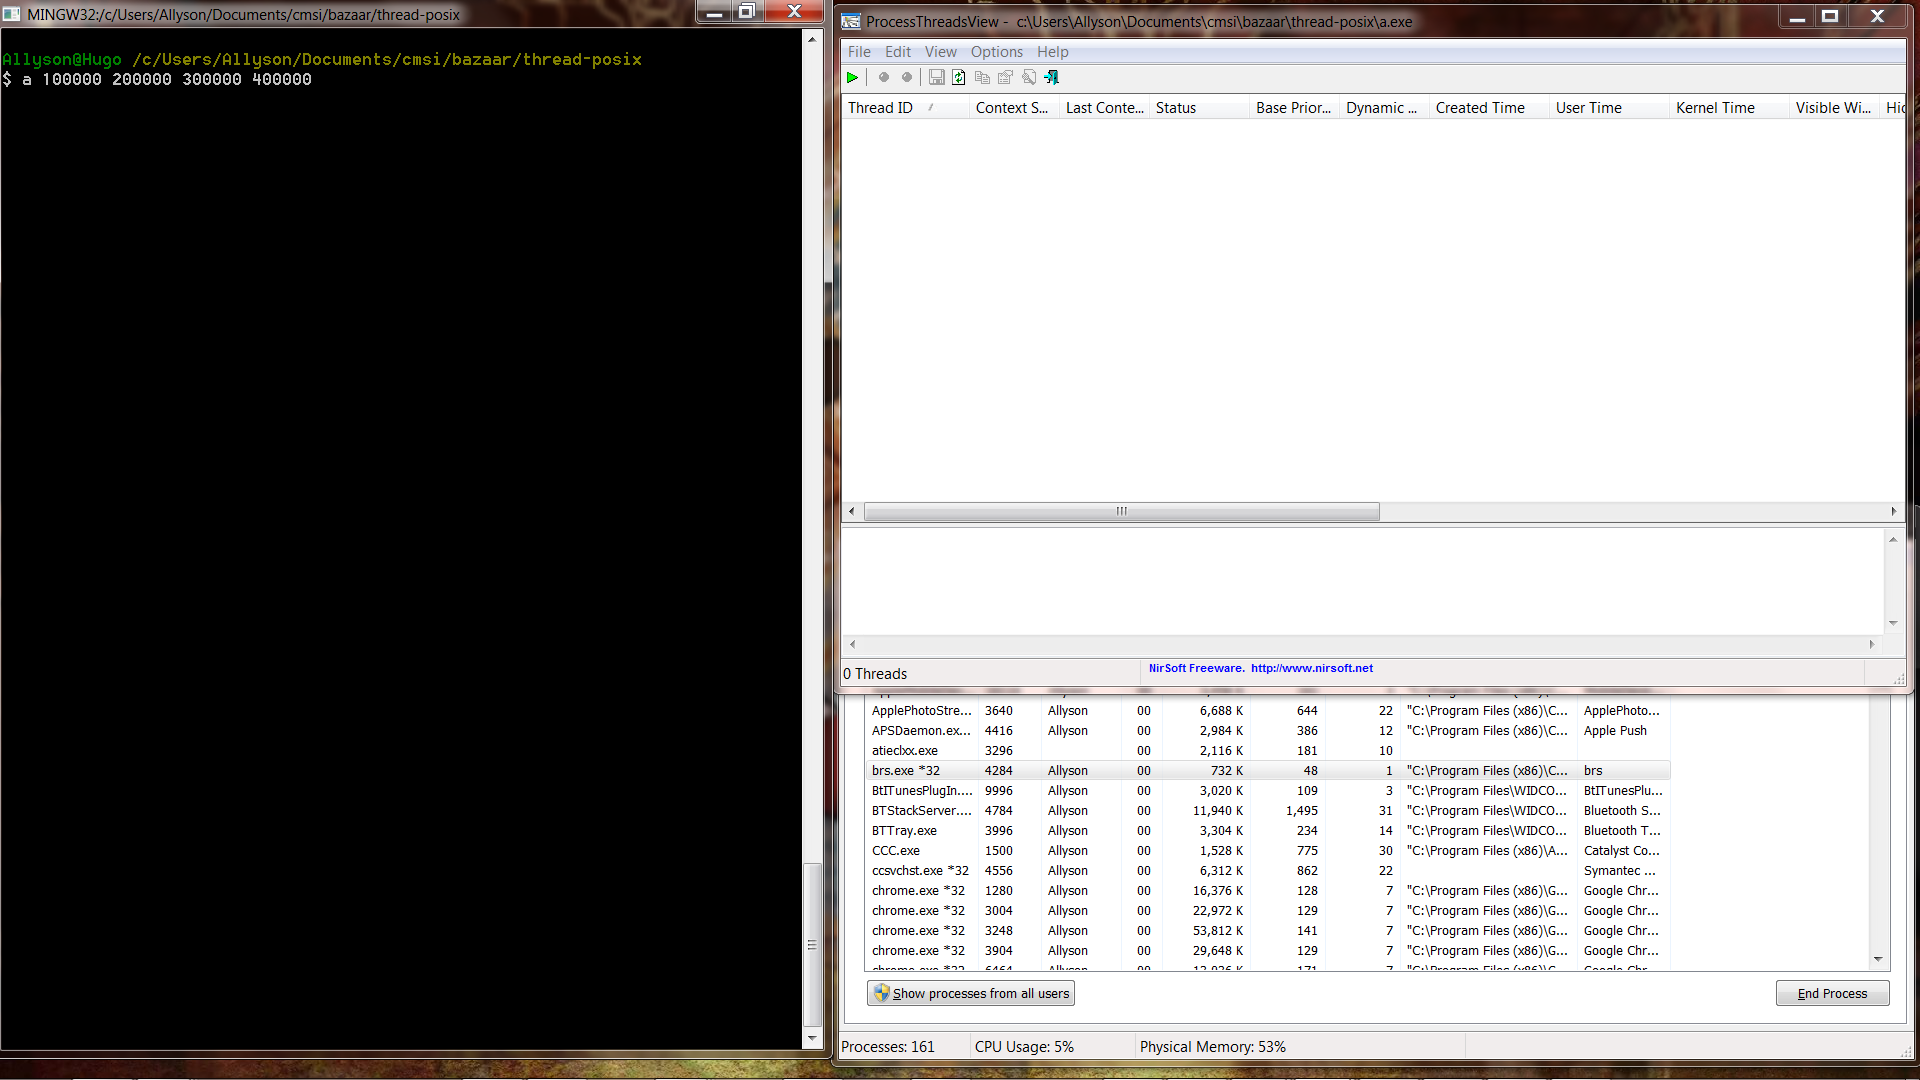 MINGW32:/c/Users/Allyson/Documents/cmsi/bazaar/thread-posix
Allyson@Hugo /c/Users/Allyson/Documents/cmsi/bazaar/thread-posix
$ a 100000 200000 300000 400000
ProcessThreadsView - c:\Users\Allyson\Documents\cmsi\bazaar\thread-posix\a.exe
File Edit View Options Help
Thread ID Context S... Last Conte... Status Base Prior... Dynamic ... Created Time User Time Kernel Time Visible Wi... Hid
0 Threads NirSoft Freeware. http://www.nirsoft.net
ApplePhotoStre... 3640 Allyson 00 6,688 K 644 22 "C:\Program Files (x86)\C... ApplePhoto...
APSDaemon.ex... 4416 Allyson 00 2,984 K 386 12 "C:\Program Files (x86)\C... Apple Push
atieclxx.exe 3296 00 2,116 K 181 10
brs.exe *32 4284 Allyson 00 732 K 48 1 "C:\Program Files (x86)\C... brs
BtITunesPlugIn.... 9996 Allyson 00 3,020 K 109 3 "C:\Program Files\WIDCO... BtITunesPlu...
BTStackServer.... 4784 Allyson 00 11,940 K 1,495 31 "C:\Program Files\WIDCO... Bluetooth S...
BTTray.exe 3996 Allyson 00 3,304 K 234 14 "C:\Program Files\WIDCO... Bluetooth T...
CCC.exe 1500 Allyson 00 1,528 K 775 30 "C:\Program Files (x86)\A... Catalyst Co...
ccsvchst.exe *32 4556 Allyson 00 6,312 K 862 22 Symantec ...
chrome.exe *32 1280 Allyson 00 16,376 K 128 7 "C:\Program Files (x86)\G... Google Chr...
chrome.exe *32 3004 Allyson 00 22,972 K 129 7 "C:\Program Files (x86)\G... Google Chr...
chrome.exe *32 3248 Allyson 00 53,812 K 141 7 "C:\Program Files (x86)\G... Google Chr...
chrome.exe *32 3904 Allyson 00 29,648 K 129 7 "C:\Program Files (x86)\G... Google Chr...
Show processes from all users End Process
Processes: 161 CPU Usage: 5% Physical Memory: 53%